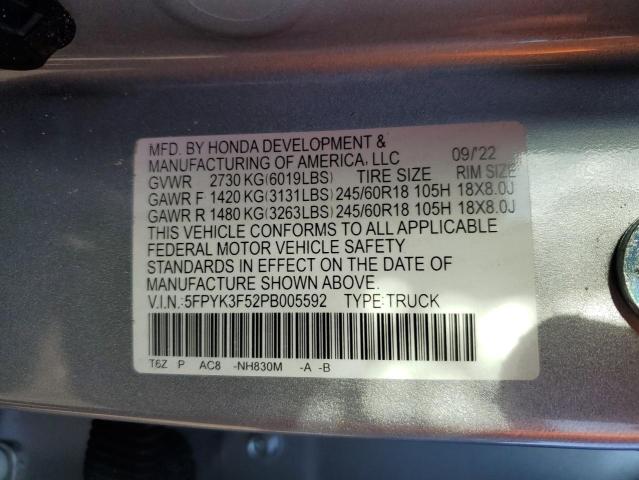 MFD. BY HONDA DEVELOPMENT &
MANUFACTURING OF AMERICA, LLC 09/'22
GVWR 2730 KG(6019LBS) TIRE SIZE RIM SIZE
GAWR F 1420 KG(3131LBS) 245/60R18 105H 18X8.0J
GAWR R 1480 KG(3263LBS) 245/60R18 105H 18X8.0J
THIS VEHICLE CONFORMS TO ALL APPLICABLE
FEDERAL MOTOR VEHICLE SAFETY
STANDARDS IN EFFECT ON THE DATE OF
MANUFACTURE SHOWN ABOVE.
V.I.N.:5FPYK3F52PB005592 TYPE:TRUCK
T6Z P AC8 -NH830M -A -B